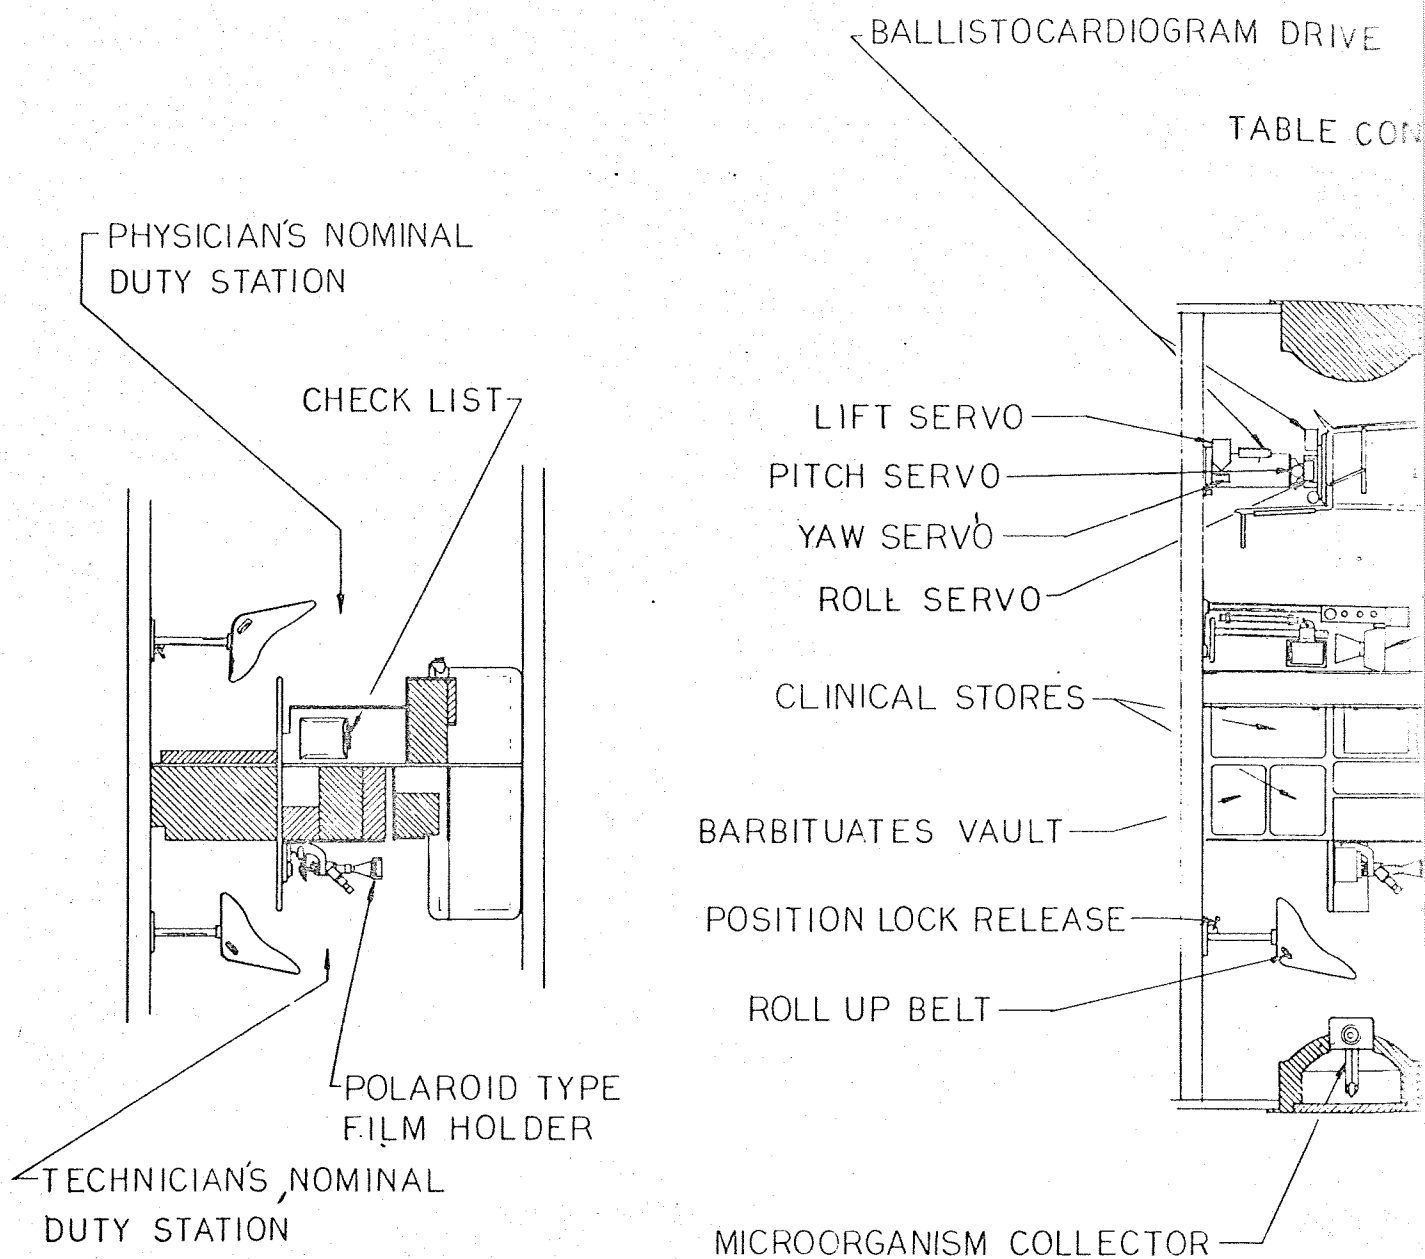 BALLISTOCARDIOGRAM DRIVE
TABLE CON
PHYSICIAN'S NOMINAL
DUTY STATION
CHECK LIST
LIFT SERVO
PITCH SERVO
YAW SERVO
ROLL SERVO
CLINICAL STORES
BARBITUATES VAULT
POSITION LOCK RELEASE
ROLL UP BELT
POLAROID TYPE
FILM HOLDER
TECHNICIAN'S NOMINAL
DUTY STATION
MICROORGANISM COLLECTOR